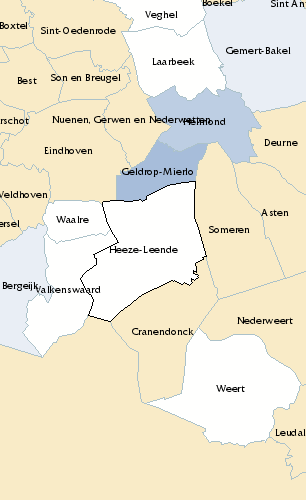 Boekel
Sint An
Veghel
Boxtel
Sint-Oedenrode
Gemert-Bakel
Laarbeek
Son en Breugel
Best
Nuenen, Gerwen en Nederwetten
Helmond
Deurne
Eindhoven
Geldrop-Mierlo
Veldhoven
Asten
Waalre
Someren
ersel
Heeze-Leende
Bergeijk
Valkenswaard
Nederweert
Cranendonck
Weert
Leudal